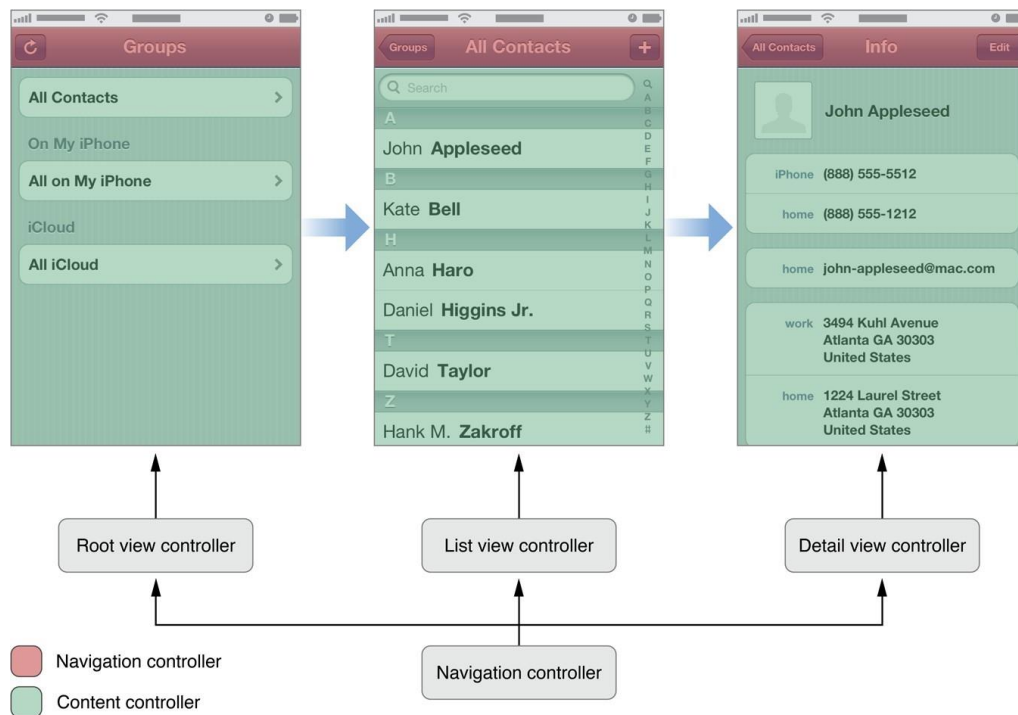 Groups
All Contacts
On My iPhone
All on My iPhone
iCloud
All iCloud
Groups
All Contacts
+
Search
A
John Appleseed
B
Kate Bell
H
Anna Haro
Daniel Higgins Jr.
T
David Taylor
Z
Hank M. Zakroff
A
B
C
D
E
F
G
H
I
J
K
L
M
N
O
P
Q
R
S
T
U
V
W
X
Y
Z
#
All Contacts
Info
Edit
John Appleseed
iPhone (888) 555-5512
home (888) 555-1212
home john-appleseed@mac.com
work 3494 Kuhl Avenue
Atlanta GA 30303
United States
home 1224 Laurel Street
Atlanta GA 30303
United States
Root view controller
List view controller
Detail view controller
Navigation controller
Navigation controller
Content controller